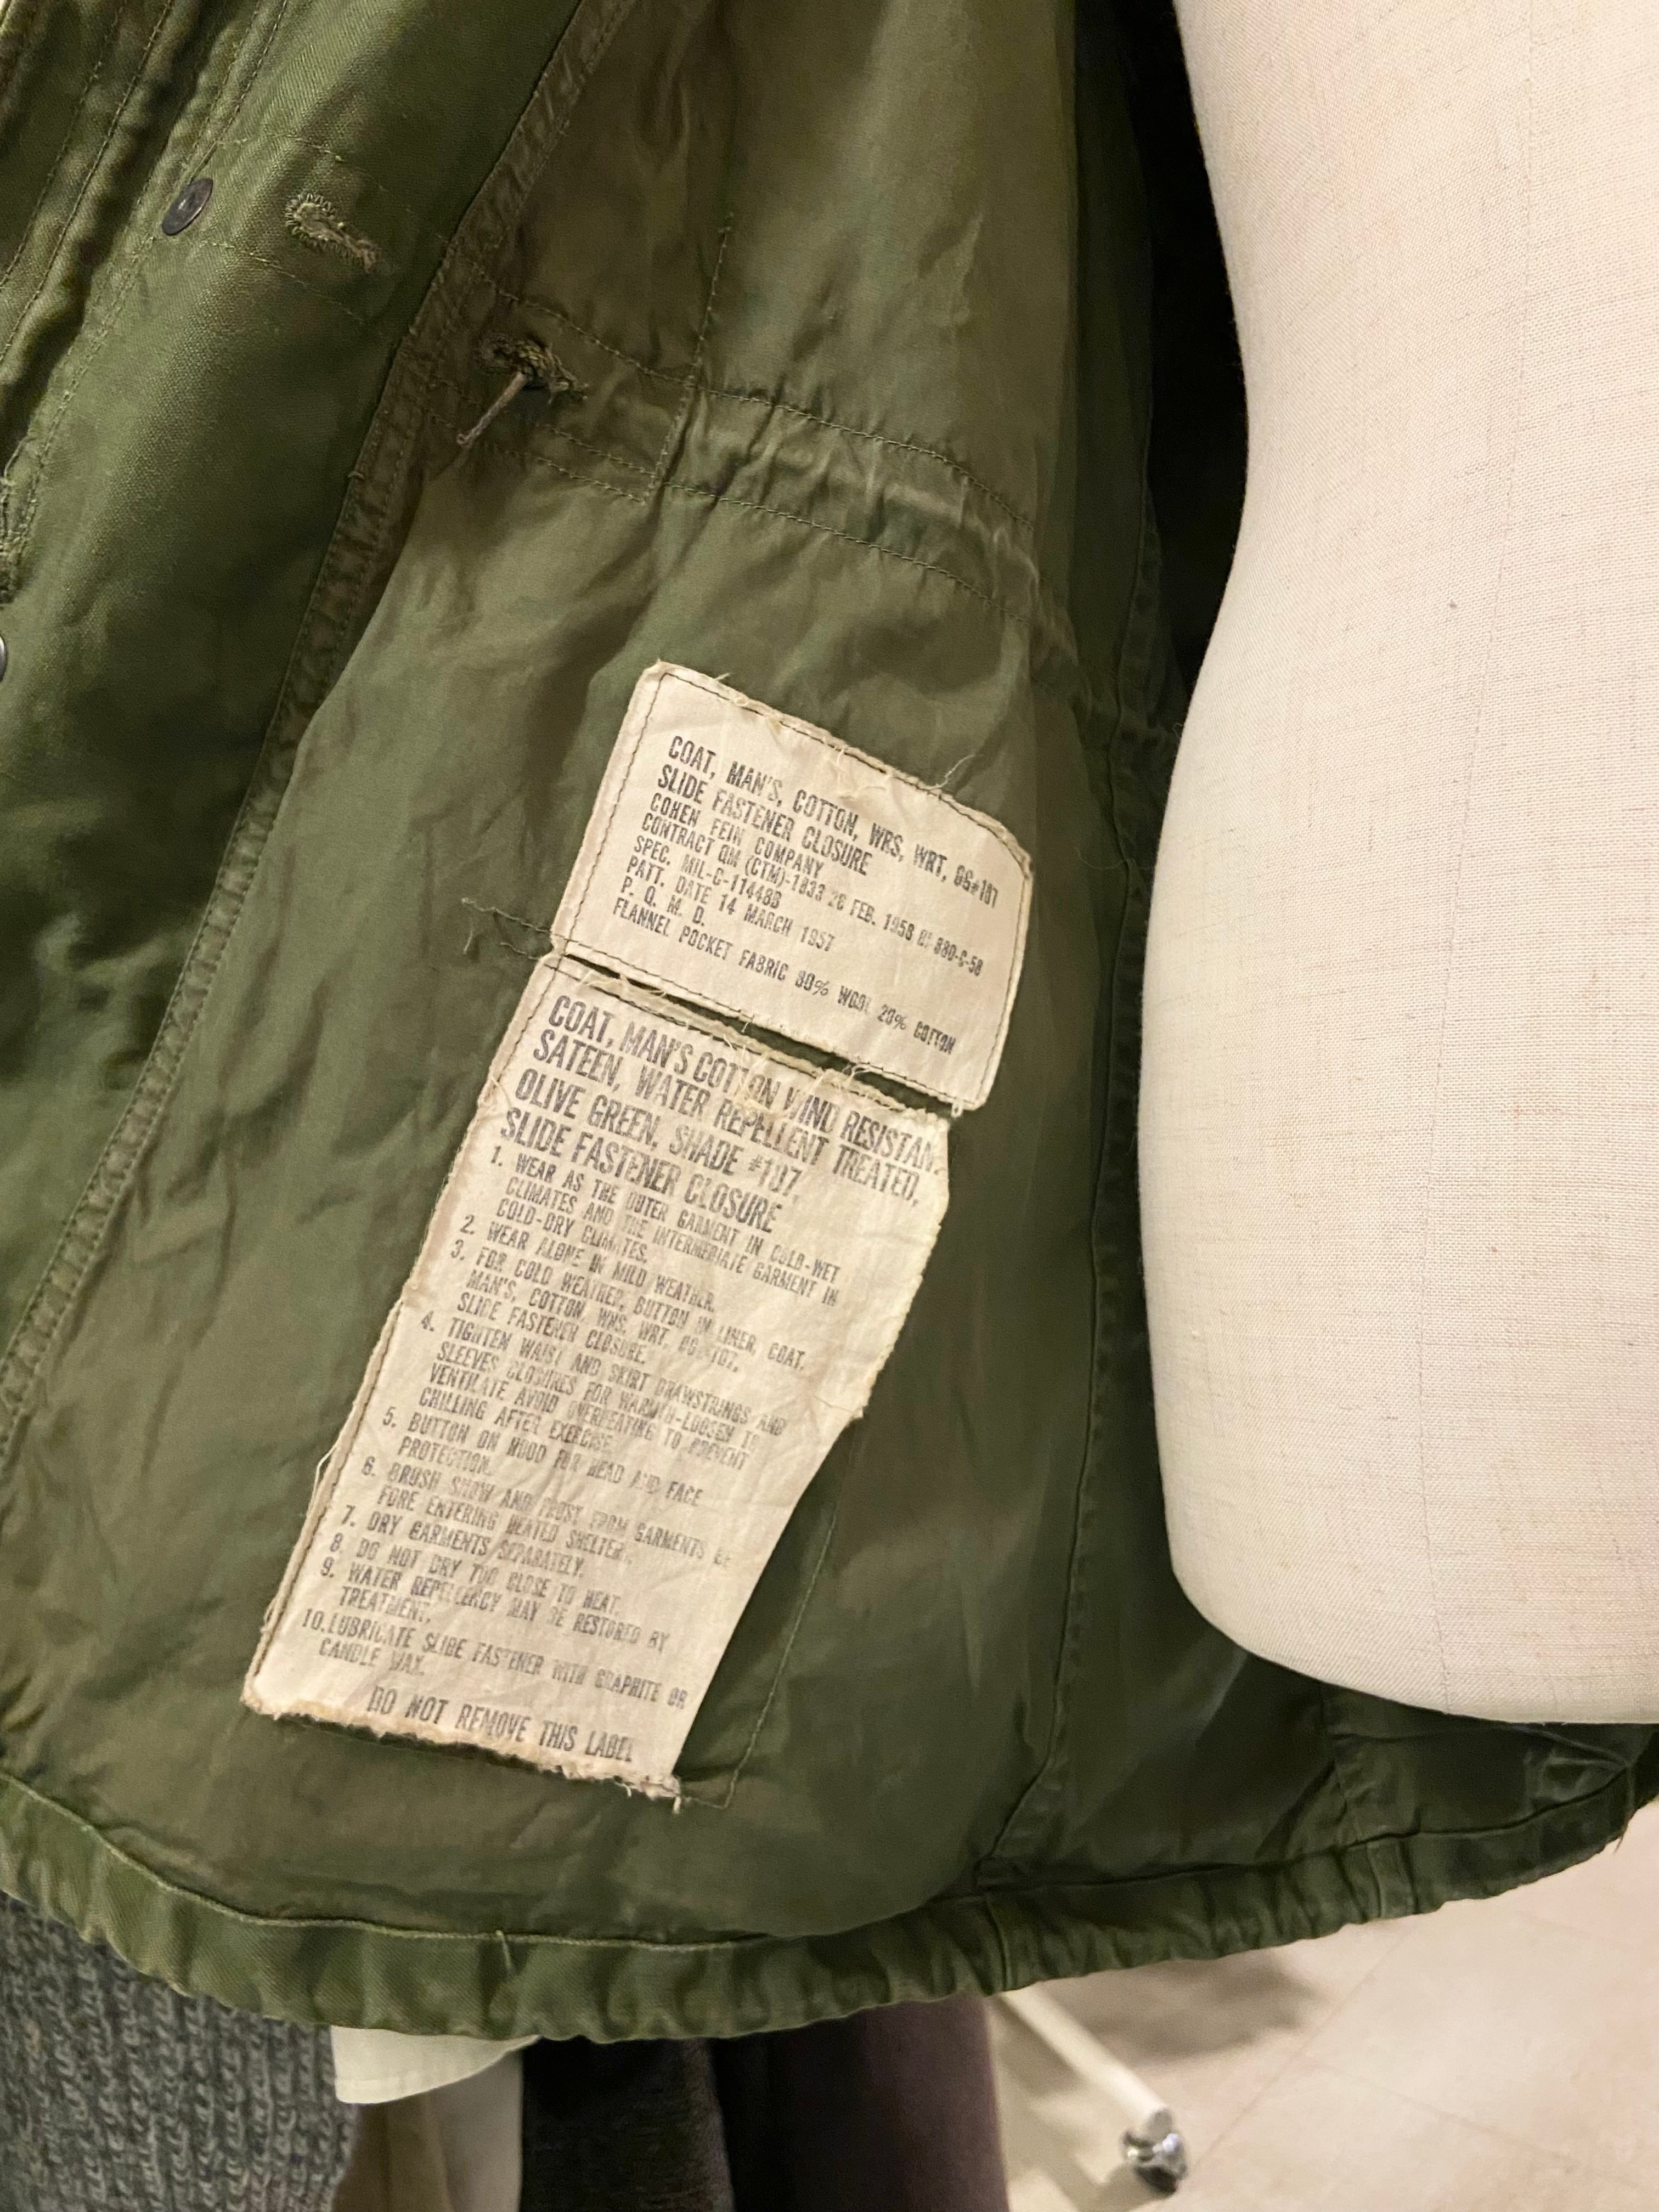 COAT, MAN'S, COTTON, WRS, WRT, OG#107
SLIDE FASTENER CLOSURE
COHEN FEIN COMPANY
CONTRACT QM (CTM)-1833 28 FEB. 1958 880-C-58
SPEC. MIL-C-11448B
PATT. DATE 14 MARCH 1957
P. Q. M. D.
FLANNEL POCKET FABRIC 80% WOOL 20% COTTON
COAT, MAN'S COTTON WIND RESISTAN
SATEEN, WATER REPELLENT TREATED,
OLIVE GREEN, SHADE #107,
SLIDE FASTENER CLOSURE
1. WEAR AS THE OUTER GARMENT IN COLD-WET
CLIMATES AND THE INTERMEDIATE GARMENT IN
COLD-DRY CLIMATES.
2. WEAR ALONE IN MILD WEATHER.
3. FOR COLD WEATHER, BUTTON IN LINER, COAT,
MAN'S, COTTON, WRS, WRT, OG-107,
SLIDE FASTENER CLOSURE.
4. TIGHTEN WAIST AND SKIRT DRAWSTRINGS AND
SLEEVES CLOSURES FOR WARMTH-LOOSEN TO
VENTILATE AVOID OVERHEATING TO PREVENT
CHILLING AFTER EXERCISE.
5. BUTTON ON HOOD FOR HEAD AND FACE
PROTECTION.
6. BRUSH SNOW AND FROST FROM GARMENTS BE-
FORE ENTERING HEATED SHELTER.
7. DRY GARMENTS SEPARATELY.
8. DO NOT DRY TOO CLOSE TO HEAT.
9. WATER REPELLENCY MAY BE RESTORED BY
TREATMENT.
10. LUBRICATE SLIDE FASTENER WITH GRAPHITE OR
CANDLE WAX.
DO NOT REMOVE THIS LABEL